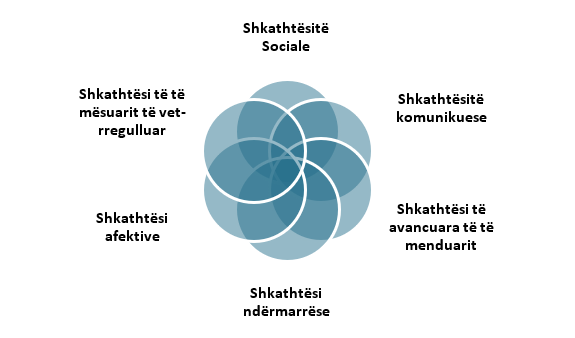 Shkathtësitë
Sociale
Shkathtësitë
komunikuese
Shkathtësi të
avancuara të të
menduarit
Shkathtësi
ndërmarrëse
Shkathtësi
afektive
Shkathtësi të të
mësuarit të vet-
rregulluar